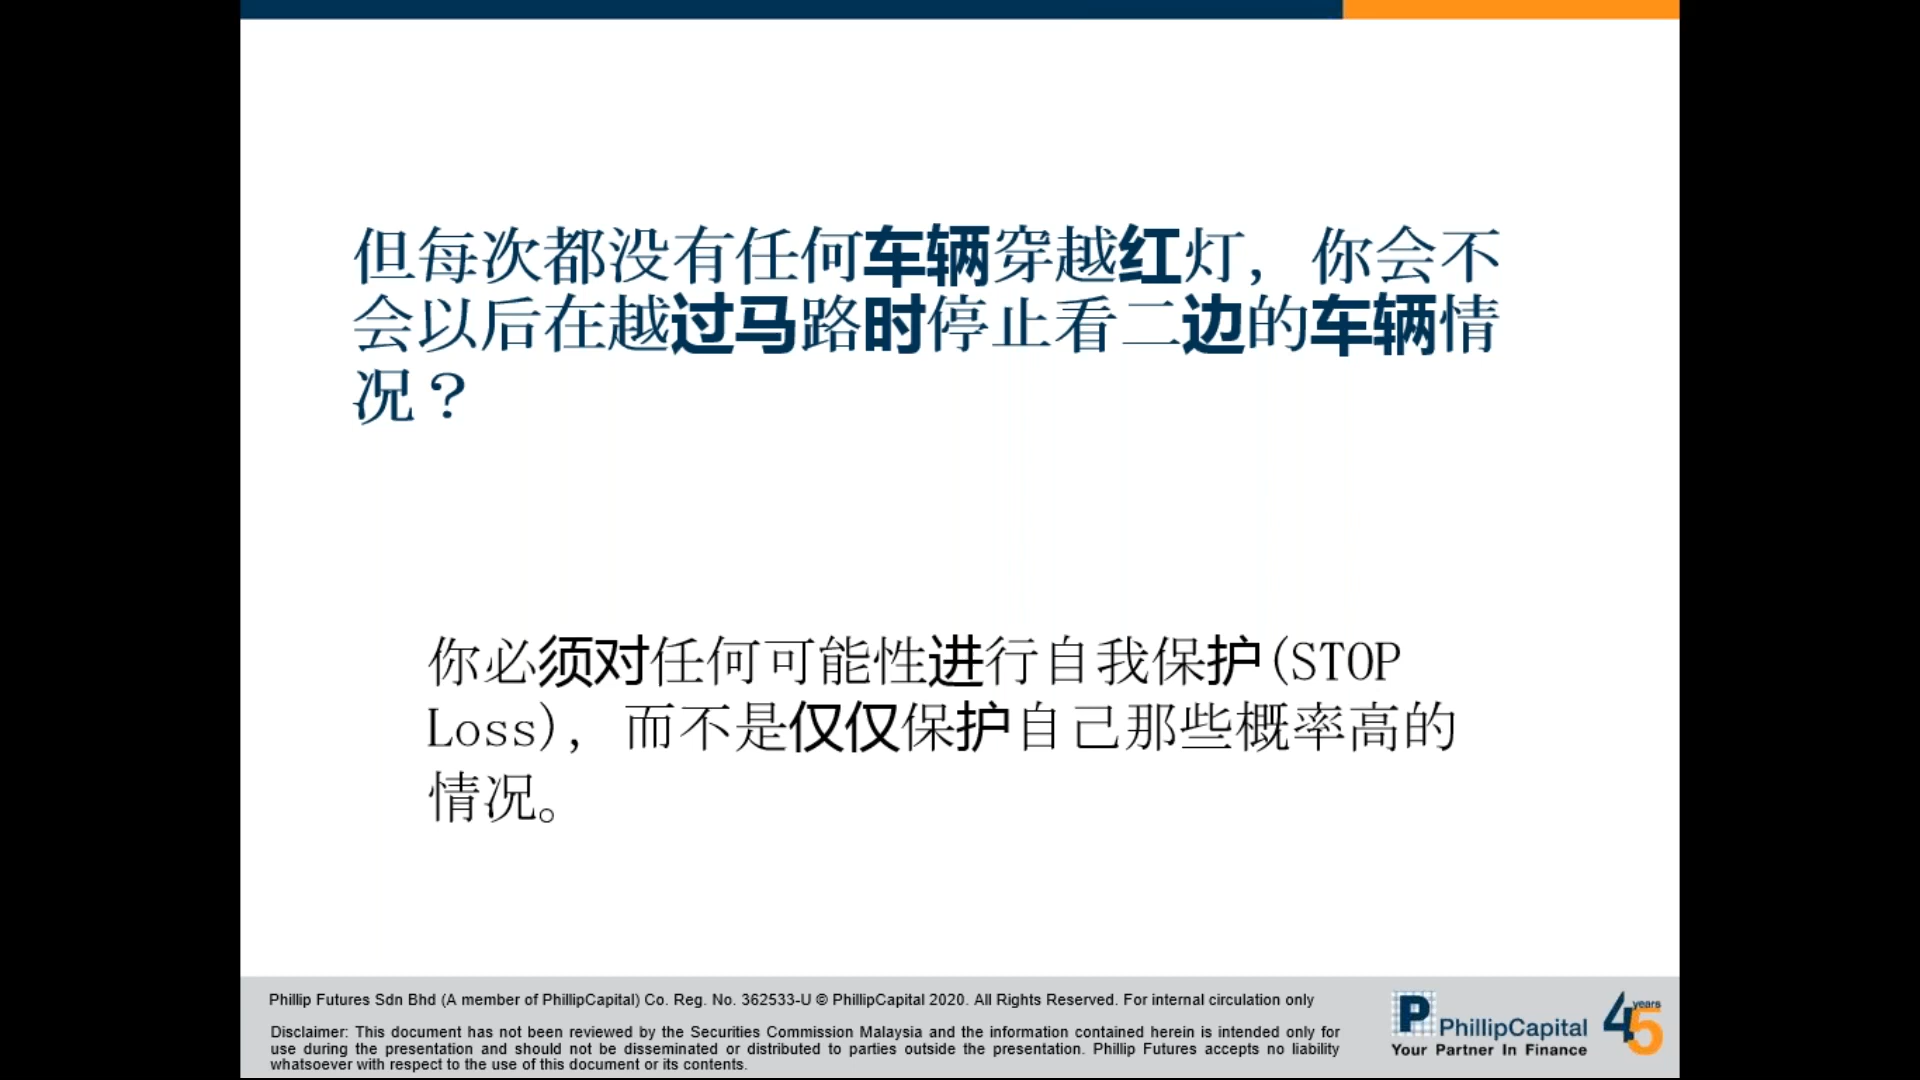 但每次都没有任何车辆穿越红灯，你会不
会以后在越过马路时停止看二边的车辆情
况？
你必须对任何可能性进行自我保护(STOP
Loss)，而不是仅仅保护自己那些概率高的
情况。
Phillip Futures Sdn Bhd (A member of PhillipCapital) Co. Reg. No. 362533-U © PhillipCapital 2020. All Rights Reserved. For internal circulation only
Disclaimer: This document has not been reviewed by the Securities Commission Malaysia and the information contained herein is intended only for
use during the presentation and should not be disseminated or distributed to parties outside the presentation. Phillip Futures accepts no liability
whatsoever with respect to the use of this document or its contents.
P PhillipCapital
Your Partner In Finance
45 years